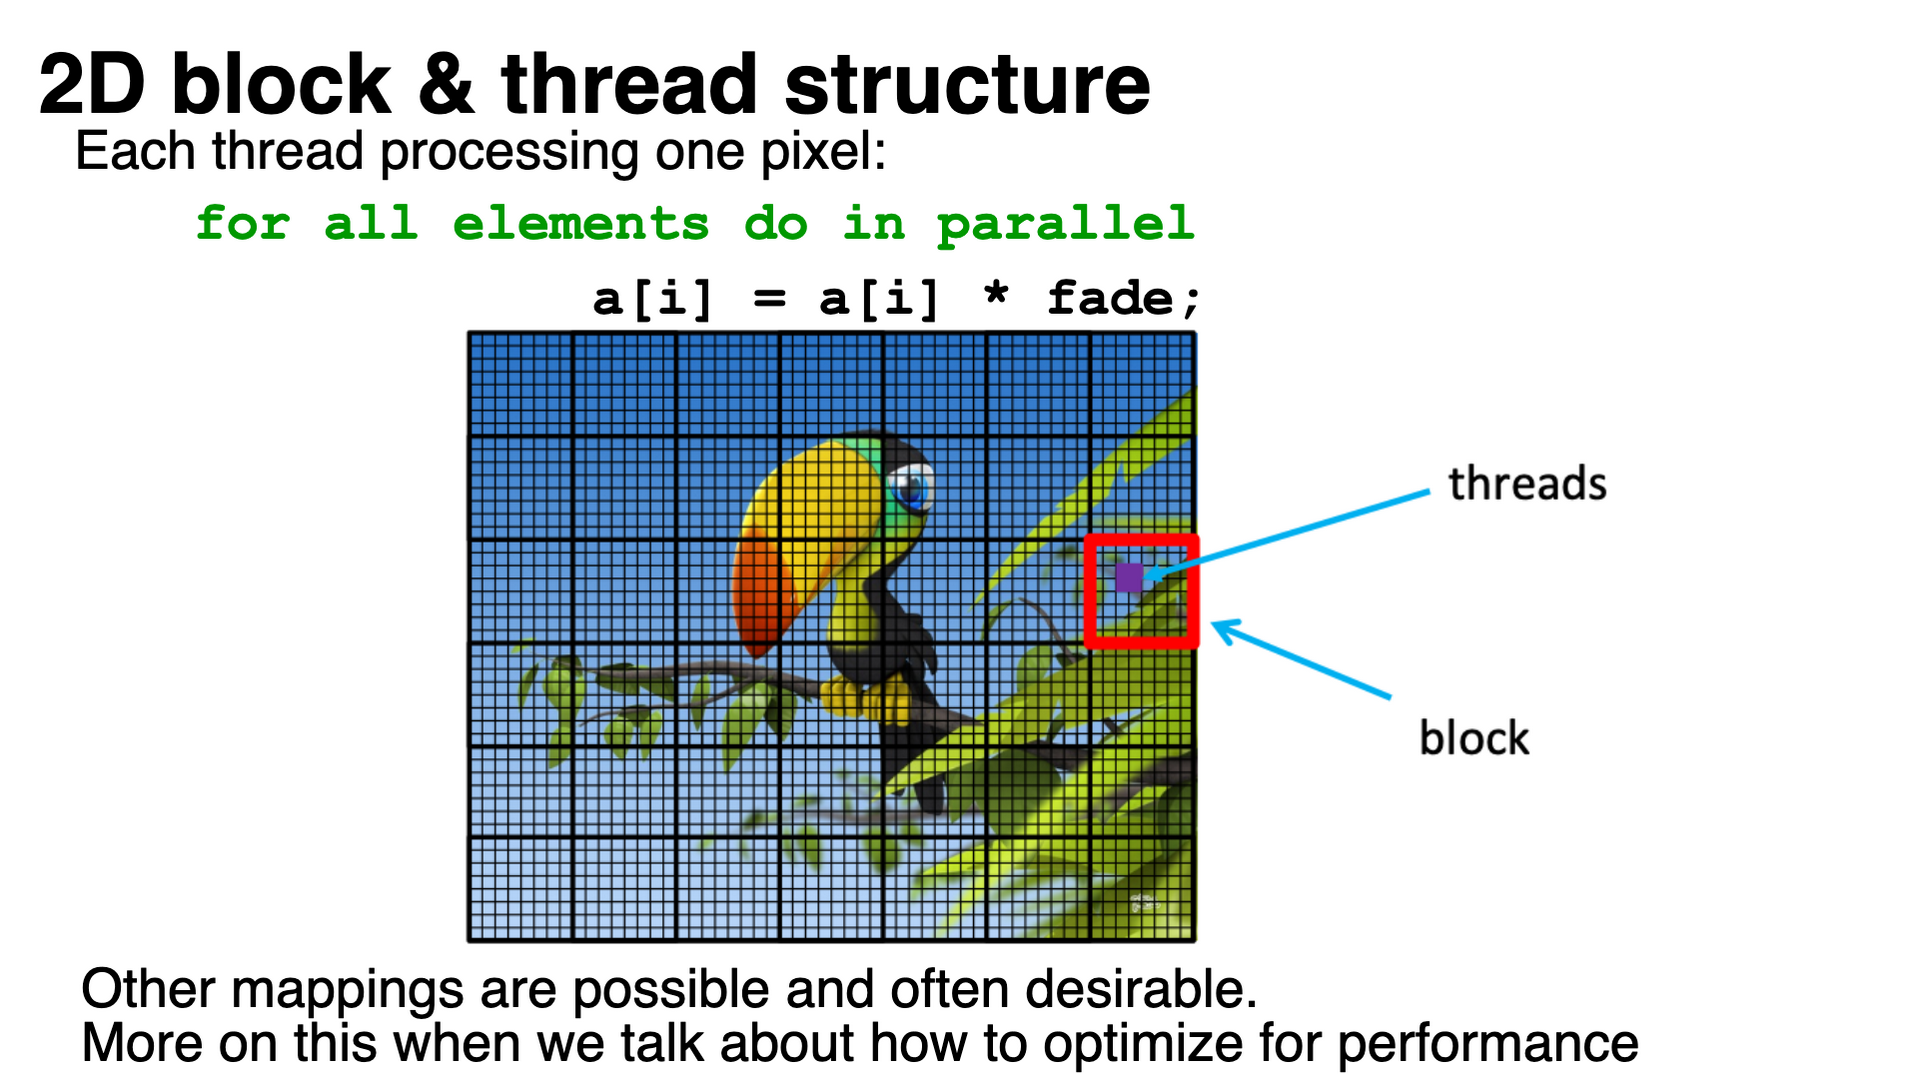 2D block & thread structure
Each thread processing one pixel:
for all elements do in parallel
a[i] = a[i] * fade;
threads
block
Other mappings are possible and often desirable.
More on this when we talk about how to optimize for performance